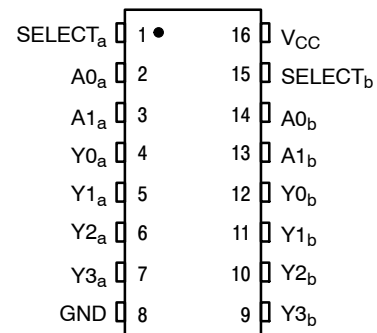 SELECTa 1 16 VCC
A0a 2 15 SELECTb
A1a 3 14 A0b
Y0a 4 13 A1b
Y1a 5 12 Y0b
Y2a 6 11 Y1b
Y3a 7 10 Y2b
GND 8 9 Y3b